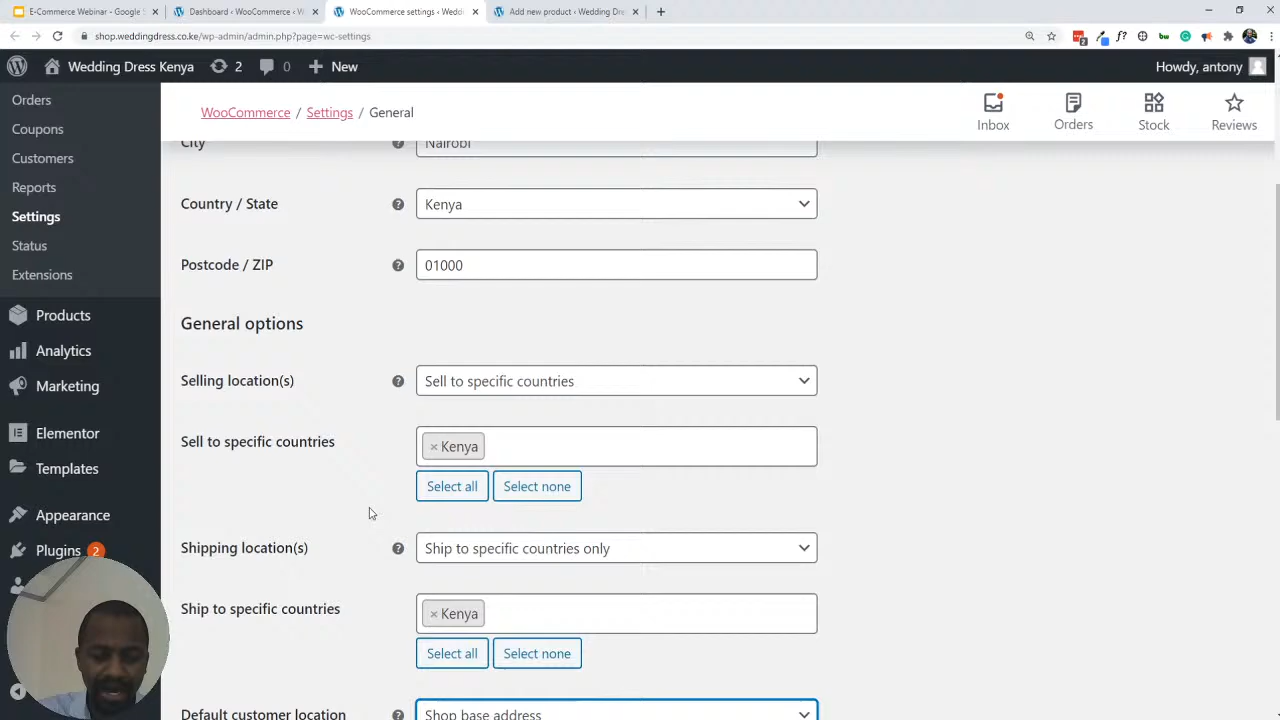 E-Commerce Webinar - Google S
Dashboard ‹ WooCommerce ‹ W
WooCommerce settings ‹ Weddi
Add new product ‹ Wedding Dre
shop.weddingdress.co.ke/wp-admin/admin.php?page=wc-settings
Wedding Dress Kenya
2
0
New
Howdy, antony
Orders
Coupons
Customers
Reports
Settings
Status
Extensions
Products
Analytics
Marketing
Elementor
Templates
Appearance
Plugins 2
WooCommerce / Settings / General
Inbox
Orders
Stock
Reviews
City
Nairobi
Country / State
Kenya
Postcode / ZIP
01000
General options
Selling location(s)
Sell to specific countries
Sell to specific countries
× Kenya
Select all
Select none
Shipping location(s)
Ship to specific countries only
Ship to specific countries
× Kenya
Select all
Select none
Default customer location
Shop base address